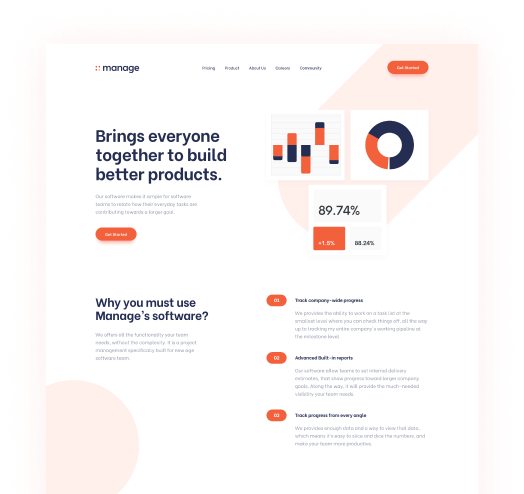 manage
Pricing Product About Us Careers Community
Get Started
Brings everyone
together to build
better products.
Our software makes it simple for software
teams to relate how their everyday tasks are
contributing towards a larger goal.
Get Started
89.74%
+1.5%
88.24%
Why you must use
Manage's software?
We offers all the functionality your team
needs, without the complexity. It is a project
management specifically built for new age
software team.
01
Track company-wide progress
We provides the ability to work on a task list at the
smallest level where you can check things off, all the way
up to tracking my entire company's working pipeline at
the milestone level.
02
Advanced Built-in reports
Our software allow teams to set internal delivery
estimates, that show progress toward larger company
goals. Along the way, it will provide the much-needed
visibility your team needs.
03
Track progress from every angle
We provides enough data and a way to view that data,
which means it's easy to slice and dice the numbers, and
make your team more productive.